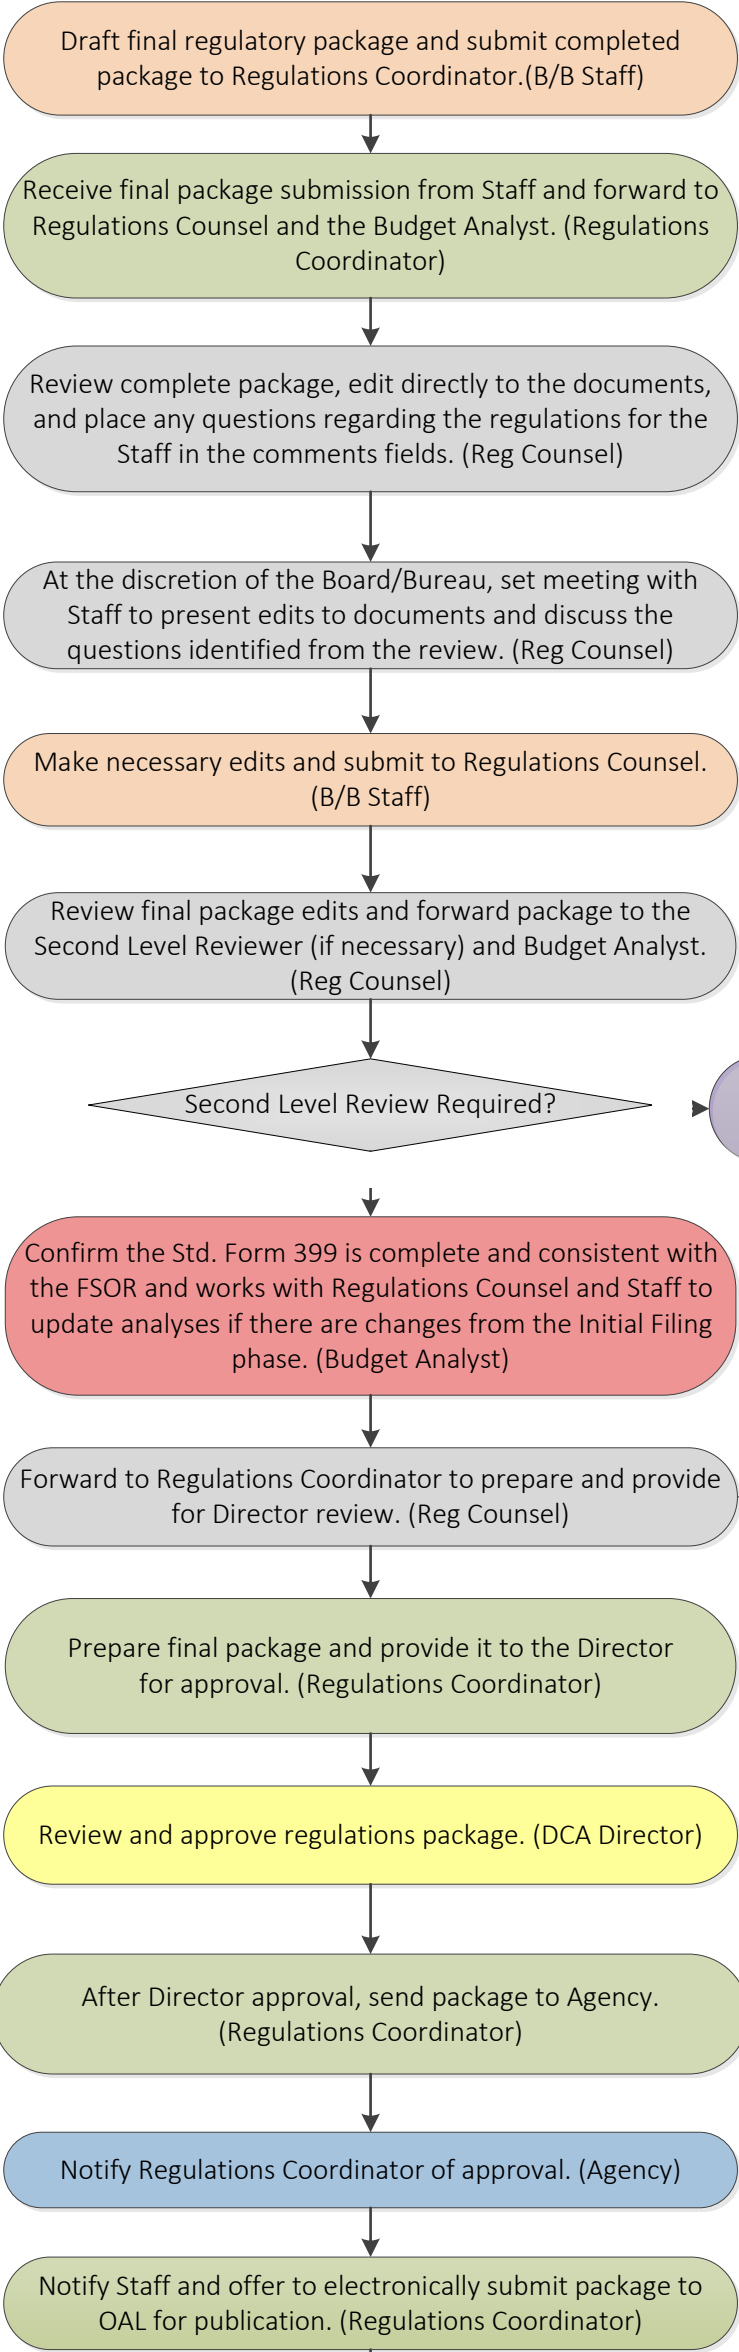 Draft final regulatory package and submit completed
package to Regulations Coordinator.(B/B Staff)
Receive final package submission from Staff and forward to
Regulations Counsel and the Budget Analyst. (Regulations
Coordinator)
Review complete package, edit directly to the documents,
and place any questions regarding the regulations for the
Staff in the comments fields. (Reg Counsel)
At the discretion of the Board/Bureau, set meeting with
Staff to present edits to documents and discuss the
questions identified from the review. (Reg Counsel)
Make necessary edits and submit to Regulations Counsel.
(B/B Staff)
Review final package edits and forward package to the
Second Level Reviewer (if necessary) and Budget Analyst.
(Reg Counsel)
Second Level Review Required?
Confirm the Std. Form 399 is complete and consistent with
the FSOR and works with Regulations Counsel and Staff to
update analyses if there are changes from the Initial Filing
phase. (Budget Analyst)
Forward to Regulations Coordinator to prepare and provide
for Director review. (Reg Counsel)
Prepare final package and provide it to the Director
for approval. (Regulations Coordinator)
Review and approve regulations package. (DCA Director)
After Director approval, send package to Agency.
(Regulations Coordinator)
Notify Regulations Coordinator of approval. (Agency)
Notify Staff and offer to electronically submit package to
OAL for publication. (Regulations Coordinator)